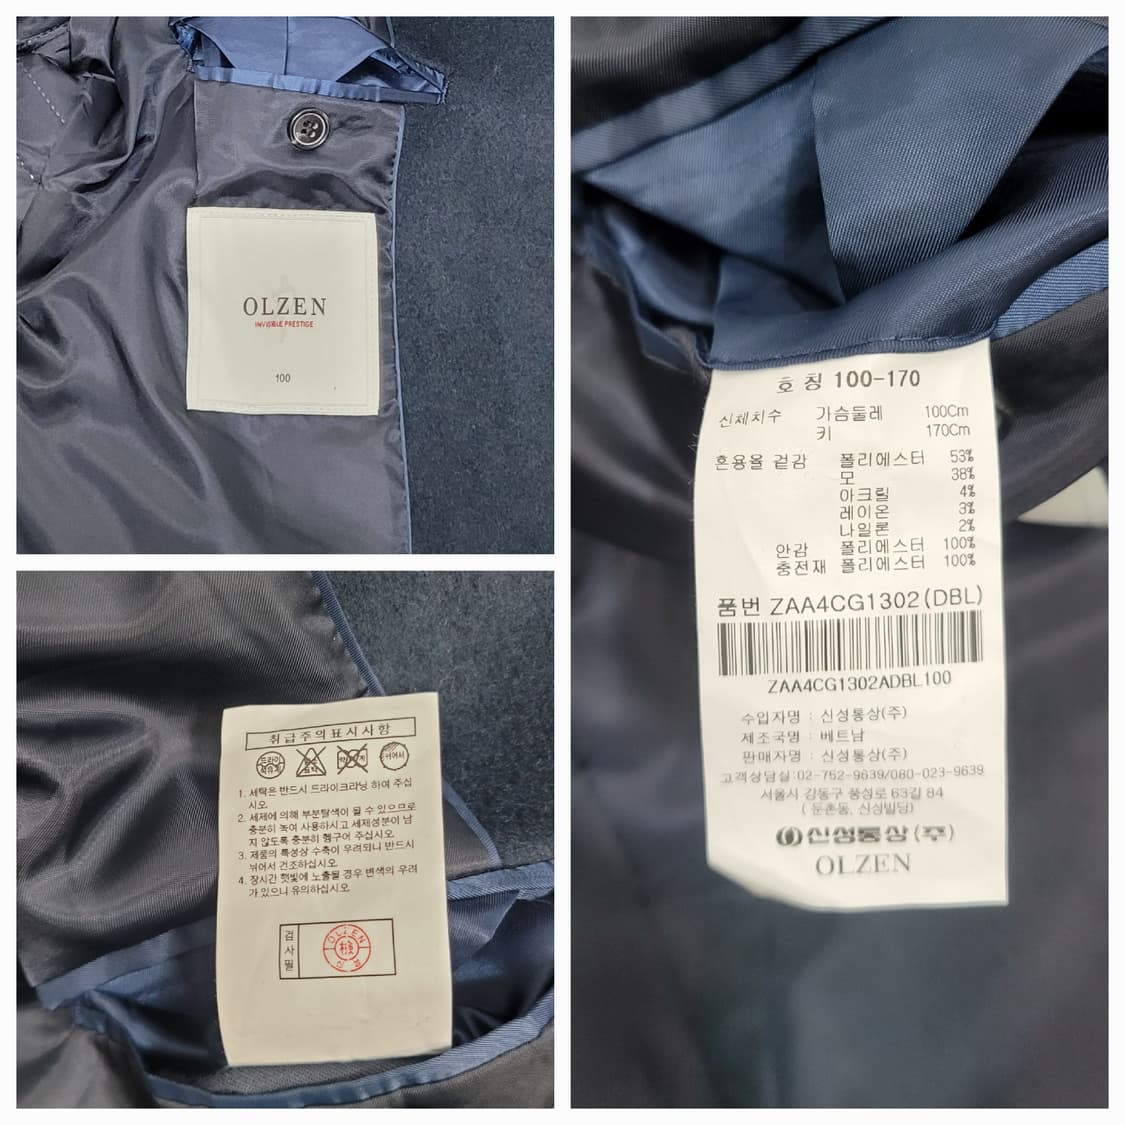 OLZEN
INVISIBLE PRESTIGE
100
취급주의표시사항
드라이
석유계
1. 세탁은 반드시 드라이크리닝 하여 주십
시오.
2. 세제에 의해 부분탈색이 될 수 있으므로
충분히 녹여 사용하시고 세제성분이 남
지 않도록 충분히 헹구어 주십시오.
3. 제품의 특성상 수축이 우려되니 반드시
뉘어서 건조하십시오.
4. 장시간 햇빛에 노출될 경우 변색의 우려
가 있으니 유의하십시오.
검사필
OLZEN
호칭 100-170
신체치수 가슴둘레 100Cm
키 170Cm
혼용율 겉감 폴리에스터 53%
모 38%
아크릴 4%
레이온 3%
나일론 2%
안감 폴리에스터 100%
충전재 폴리에스터 100%
품번 ZAA4CG1302(DBL)
ZAA4CG1302ADBL100
수입자명 : 신성통상(주)
제조국명 : 베트남
판매자명 : 신성통상(주)
고객상담실:02-752-9639/080-023-9639
서울시 강동구 풍성로 63길 84
(둔촌동, 신성빌딩)
신성통상(주)
OLZEN